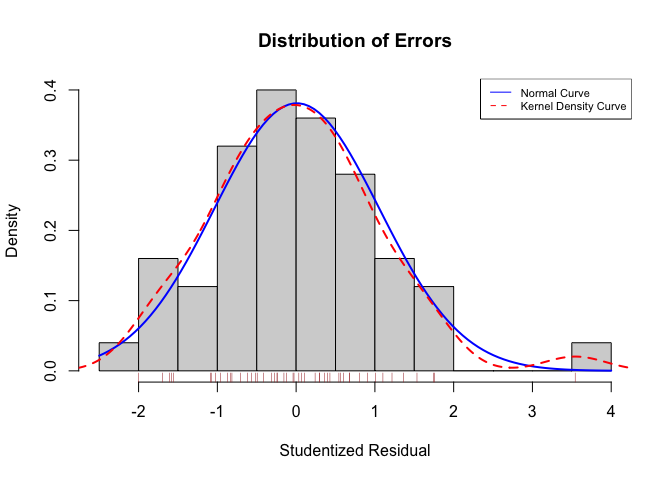 Distribution of Errors
Normal Curve
Kernel Density Curve
0.4
0.3
0.2
0.1
0.0
Density
-2 -1 0 1 2 3 4
Studentized Residual